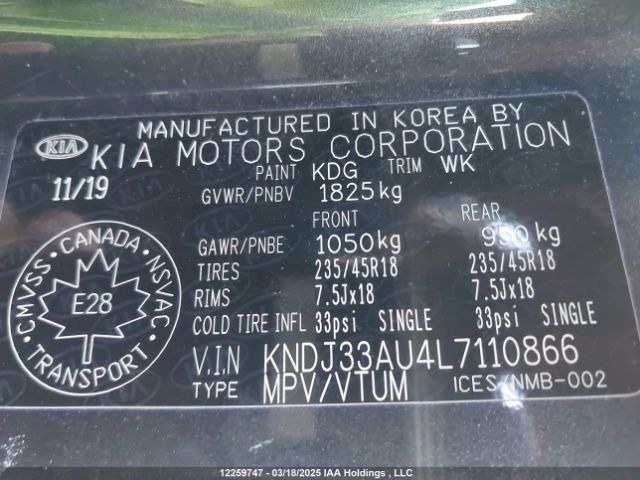 MANUFACTURED IN KOREA BY
KIA KIA MOTORS CORPORATION
11/19 PAINT KDG TRIM WK
GVWR/PNBV 1825kg
FRONT REAR
GAWR/PNBE 1050kg 950kg
TIRES 235/45R18 235/45R18
RIMS 7.5Jx18 7.5Jx18
COLD TIRE INFL 33psi SINGLE 33psi SINGLE
V.I.N KNDJ33AU4L7110866
TYPE MPV/VTUM ICES/NMB-002
CMVSS CANADA NSVAC
E28
TRANSPORT
12259747 - 03/18/2025 IAA Holdings , LLC